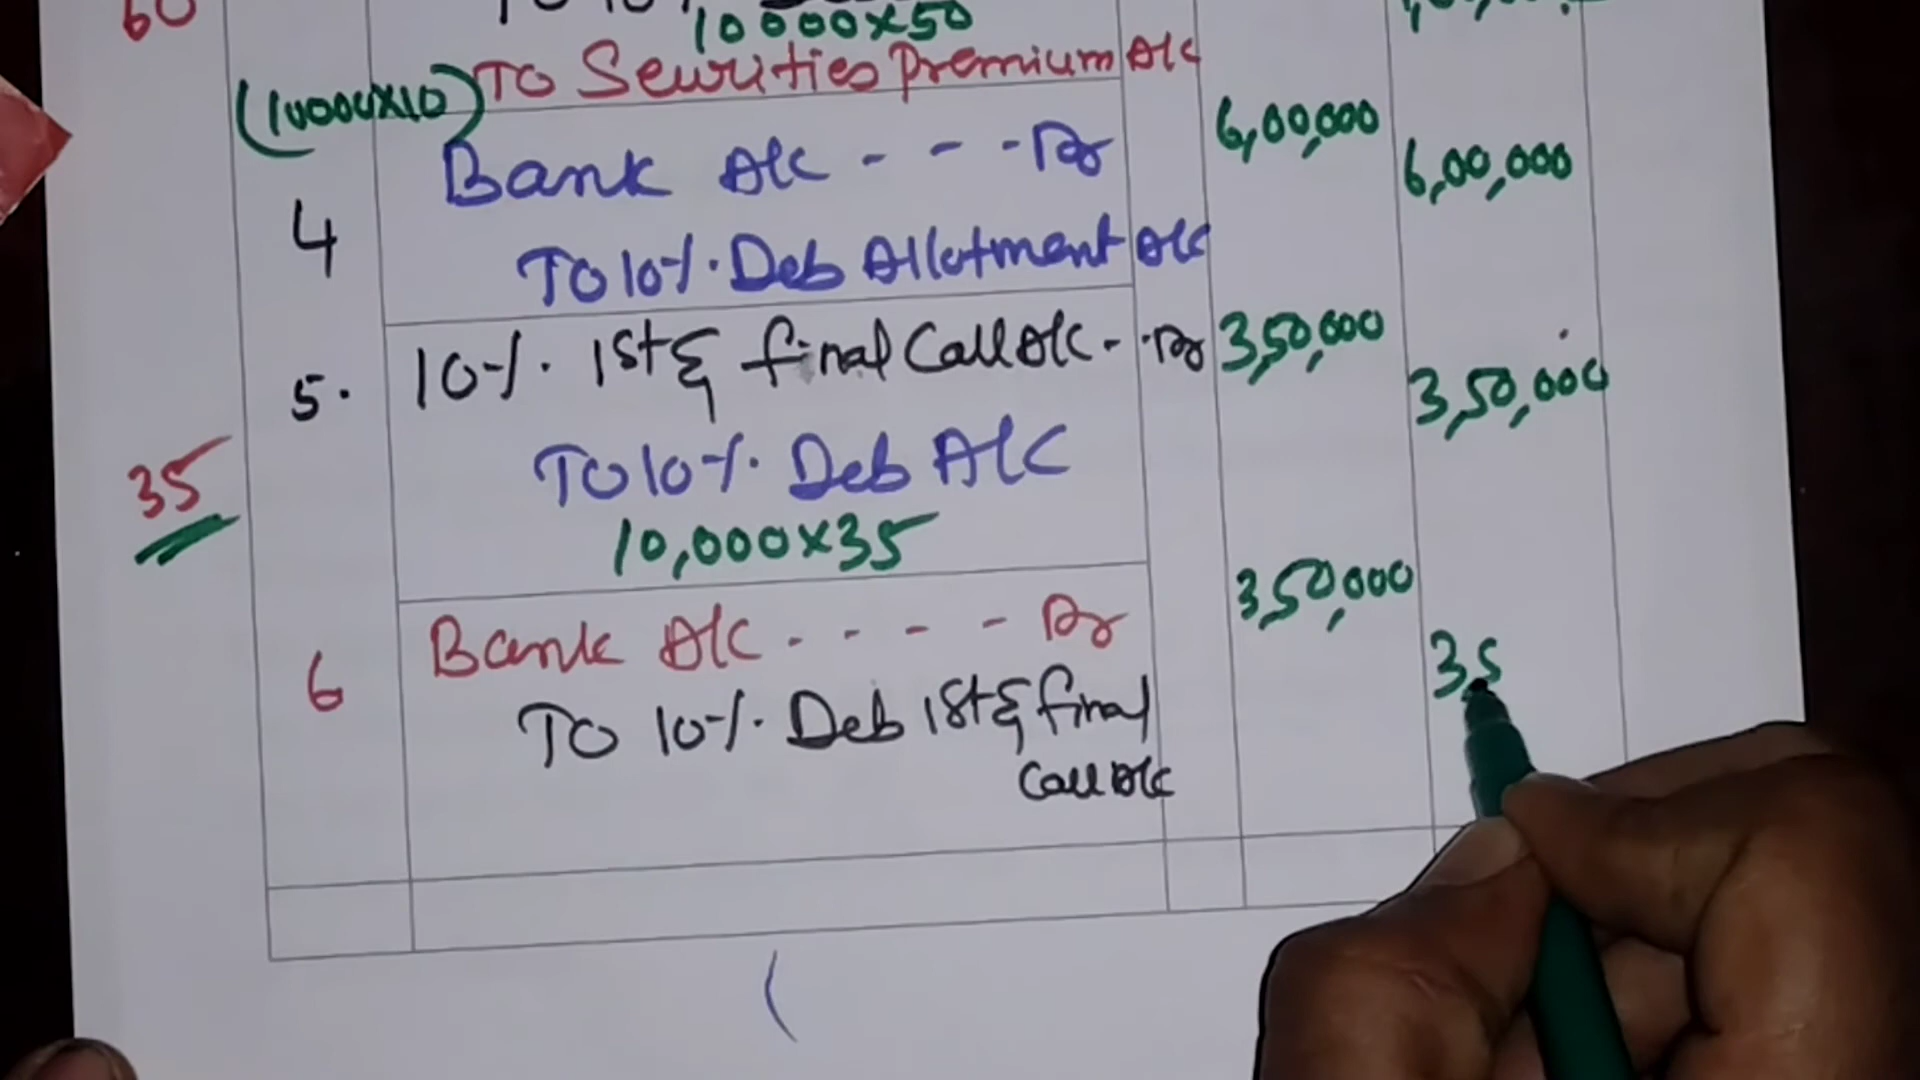 60
10000x50
To Securities Premium A/c
(10000x10)
6,00,000
Bank A/c - - - Dr
6,00,000
4
To 10%. Deb Allotment A/c
5. 10%. 1st & final Call A/c - - Dr 3,50,000
3,50,000
35
To 10%. Deb A/c
10,000x35
3,50,000
6
Bank A/c - - - - Dr
35
To 10%. Deb 1st & final
Call A/c
(